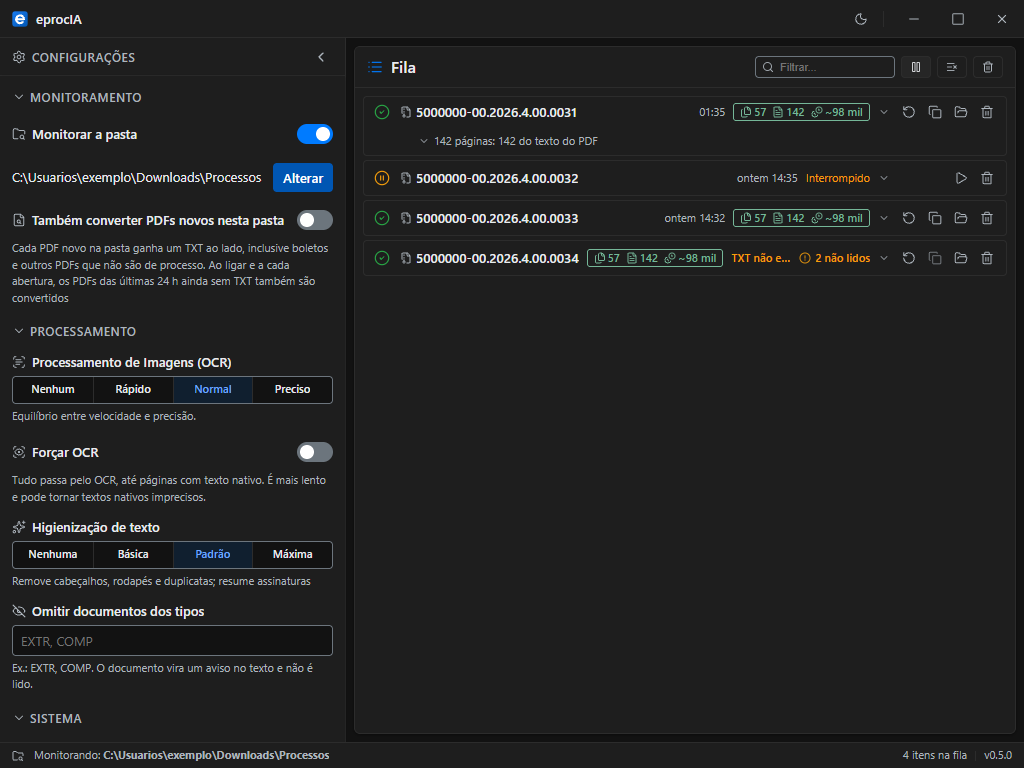 eprocIA
CONFIGURAÇÕES
MONITORAMENTO
Monitorar a pasta
C:\Usuarios\exemplo\Downloads\Processos
Alterar
Também converter PDFs novos nesta pasta
Cada PDF novo na pasta ganha um TXT ao lado, inclusive boletos
e outros PDFs que não são de processo. Ao ligar e a cada
abertura, os PDFs das últimas 24 h ainda sem TXT também são
convertidos
PROCESSAMENTO
Processamento de Imagens (OCR)
Nenhum Rápido Normal Preciso
Equilíbrio entre velocidade e precisão.
Forçar OCR
Tudo passa pelo OCR, até páginas com texto nativo. É mais lento
e pode tornar textos nativos imprecisos.
Higienização de texto
Nenhuma Básica Padrão Máxima
Remove cabeçalhos, rodapés e duplicatas; resume assinaturas
Omitir documentos dos tipos
EXTR, COMP
Ex.: EXTR, COMP. O documento vira um aviso no texto e não é
lido.
SISTEMA
Fila
Filtrar...
5000000-00.2026.4.00.0031 01:35 57 142 ~98 mil
142 páginas: 142 do texto do PDF
5000000-00.2026.4.00.0032 ontem 14:35 Interrompido
5000000-00.2026.4.00.0033 ontem 14:32 57 142 ~98 mil
5000000-00.2026.4.00.0034 57 142 ~98 mil TXT não e... 2 não lidos
Monitorando: C:\Usuarios\exemplo\Downloads\Processos
4 itens na fila v0.5.0